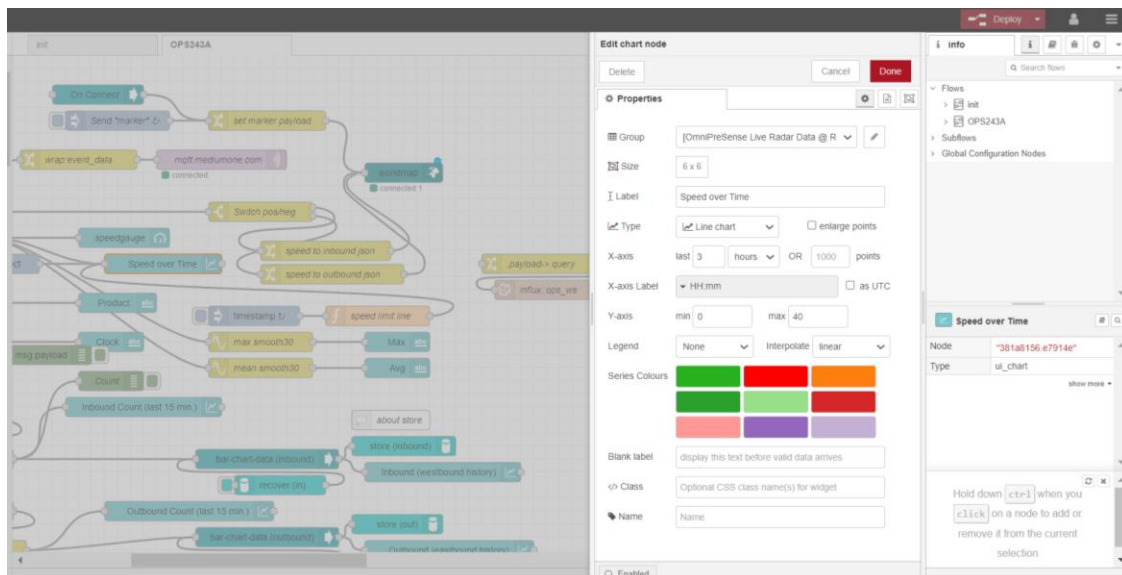 Deploy
init
OPS243A
On Connect
Send "marker" ↻
set marker payload
wrap:event_data
mqtt.mediumone.com
connected
worldmap
connected 1
Switch pos/neg
speedgauge
speed to inbound json
Speed over Time
speed to outbound json
payload-> query
influx: ops_ws
Product
timestamp ↻
speed limit line
Clock
max smooth30
Max
msg.payload
mean smooth30
Avg
Count
Inbound Count (last 15 min.)
about store
store (inbound)
bar-chart-data (inbound)
Inbound (westbound history)
recover (in)
Outbound Count (last 15 min.)
store (out)
bar-chart-data (outbound)
Outbound (eastbound history)
Edit chart node
Delete
Cancel
Done
Properties
Group
[OmniPreSense Live Radar Data @ R
Size
6 x 6
Label
Speed over Time
Type
Line chart
enlarge points
X-axis
last 3 hours OR 1000 points
X-axis Label
HH:mm
as UTC
Y-axis
min 0 max 40
Legend
None
Interpolate linear
Series Colours
Blank label
display this text before valid data arrives
</> Class
Optional CSS class name(s) for widget
Name
Name
Enabled
i info
i
Search flows
Flows
init
OPS243A
Subflows
Global Configuration Nodes
Speed over Time
Node "381a8156.e7914e"
Type ui_chart
show more
Hold down ctrl when you
click on a node to add or
remove it from the current
selection